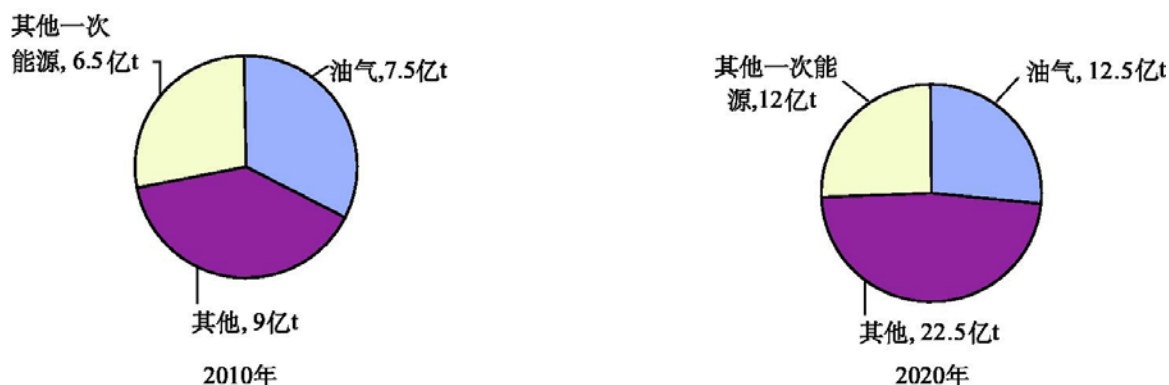 其他一次
能源, 6.5亿t
油气,7.5亿t
其他, 9亿t
2010年
其他一次能
源,12亿t
油气, 12.5亿t
其他, 22.5亿t
2020年